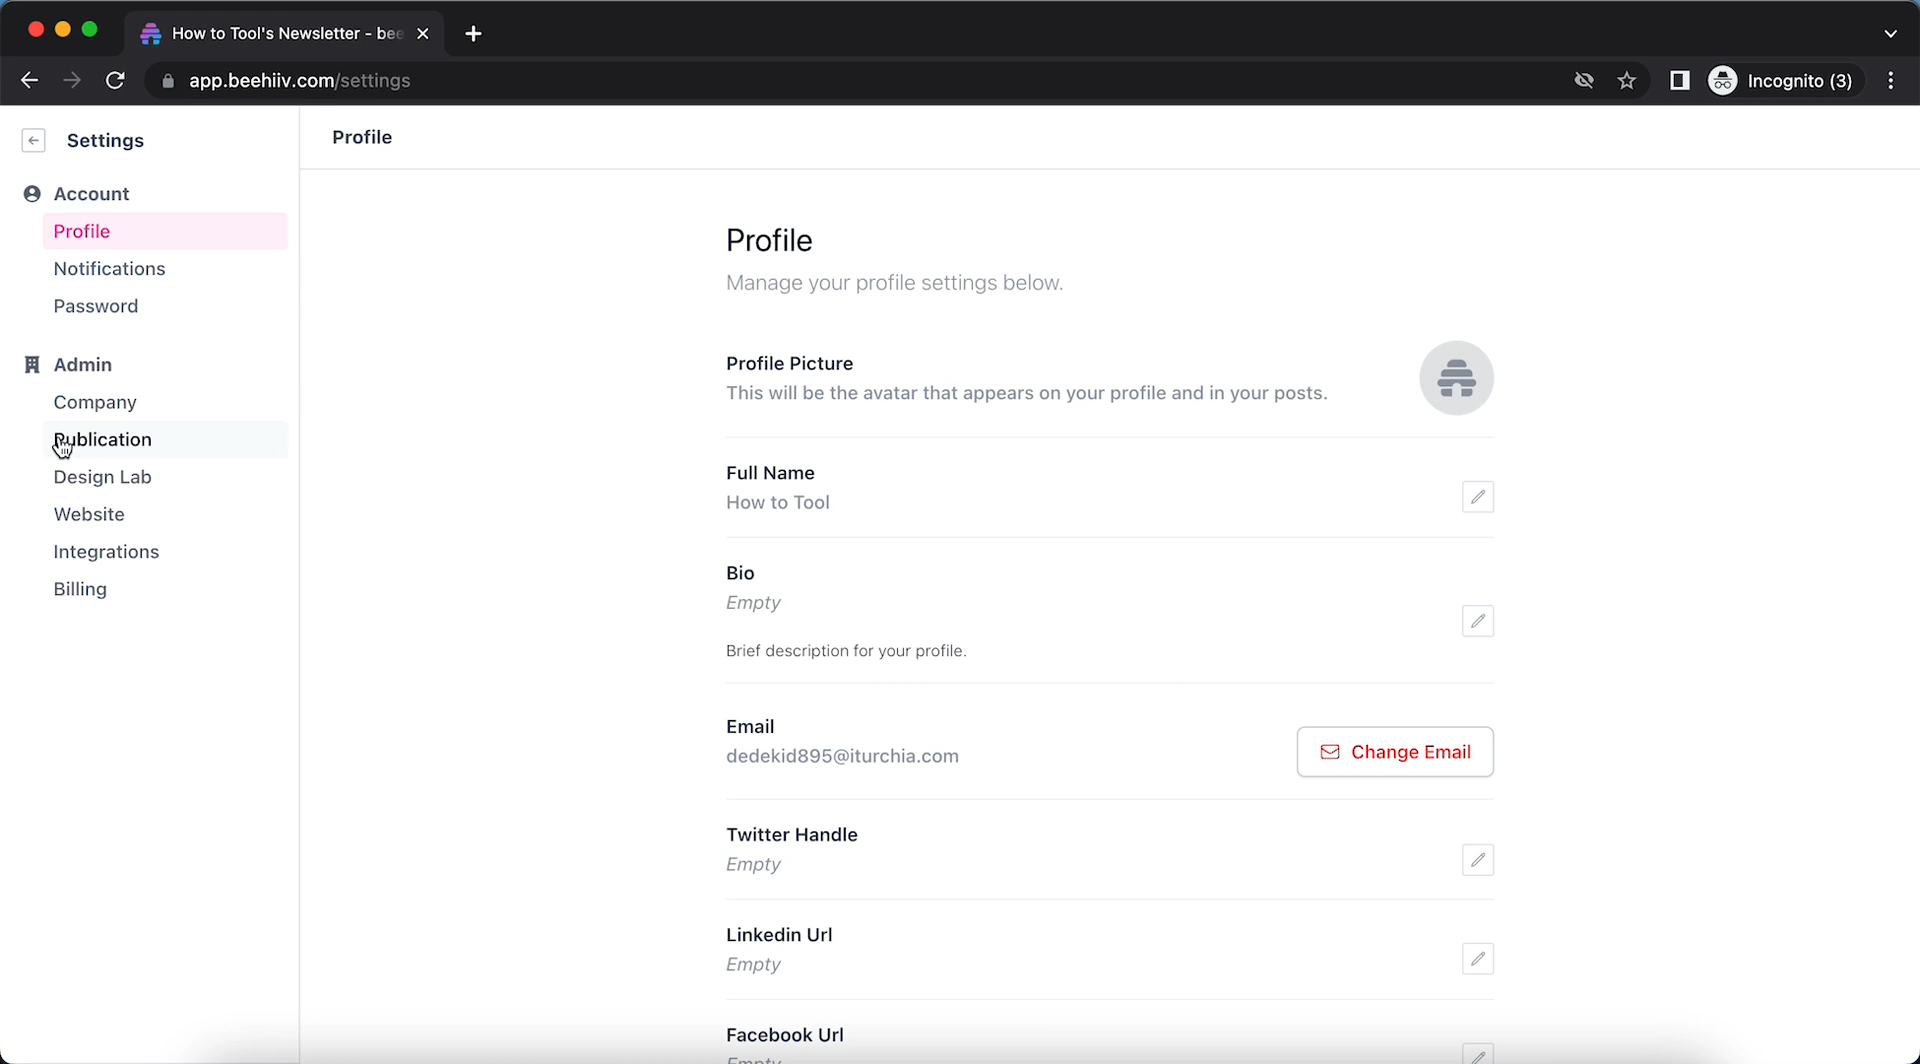 How to Tool's Newsletter - bee
app.beehiiv.com/settings
Incognito (3)
Settings
Profile
Account
Profile
Notifications
Password
Admin
Company
Publication
Design Lab
Website
Integrations
Billing
Profile
Manage your profile settings below.
Profile Picture
This will be the avatar that appears on your profile and in your posts.
Full Name
How to Tool
Bio
Empty
Brief description for your profile.
Email
dedekid895@iturchia.com
Change Email
Twitter Handle
Empty
Linkedin Url
Empty
Facebook Url
Empty